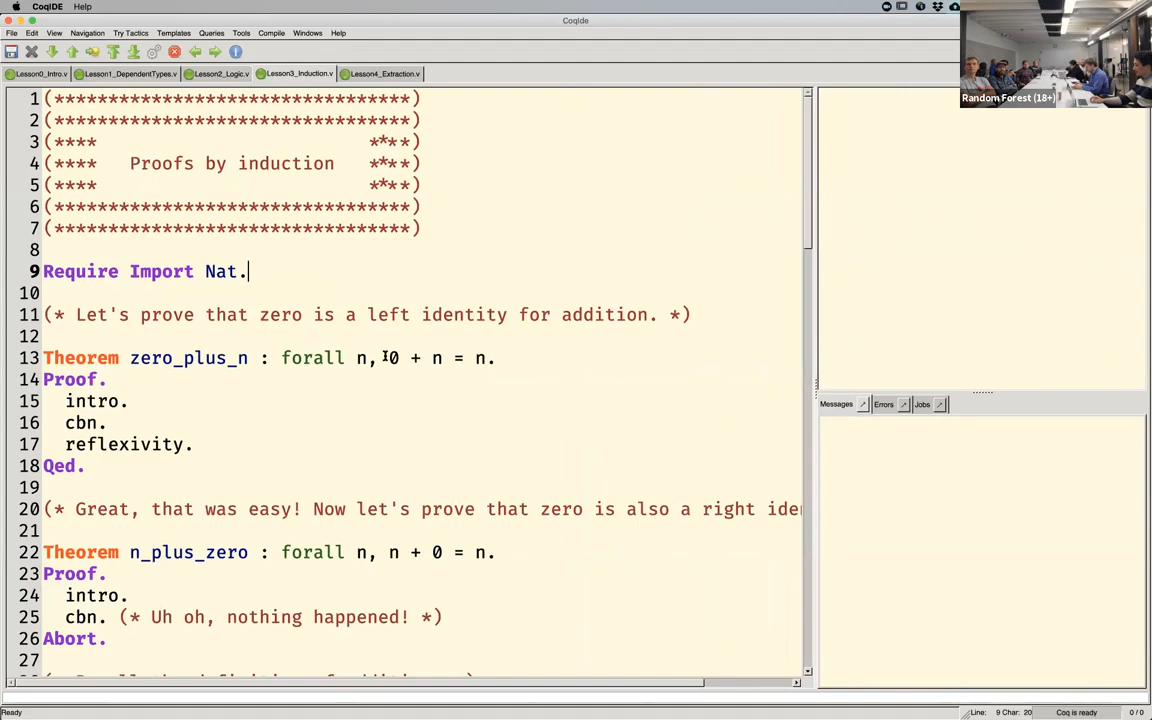 CoqIDE Help
CoqIde
File Edit View Navigation Try Tactics Templates Queries Tools Compile Windows Help
Lesson0_Intro.v Lesson1_DependentTypes.v Lesson2_Logic.v Lesson3_Induction.v Lesson4_Extraction.v
Random Forest (18+)
1 (*********************************)
2 (*********************************)
3 (**** ****)
4 (**** Proofs by induction ****)
5 (**** ****)
6 (*********************************)
7 (*********************************)
8
9 Require Import Nat.
10
11 (* Let's prove that zero is a left identity for addition. *)
12
13 Theorem zero_plus_n : forall n, 0 + n = n.
14 Proof.
15 intro.
16 cbn.
17 reflexivity.
18 Qed.
19
20 (* Great, that was easy! Now let's prove that zero is also a right iden
21
22 Theorem n_plus_zero : forall n, n + 0 = n.
23 Proof.
24 intro.
25 cbn. (* Uh oh, nothing happened! *)
26 Abort.
27
Messages Errors Jobs
Ready
Line: 9 Char: 20 Coq is ready 0 / 0